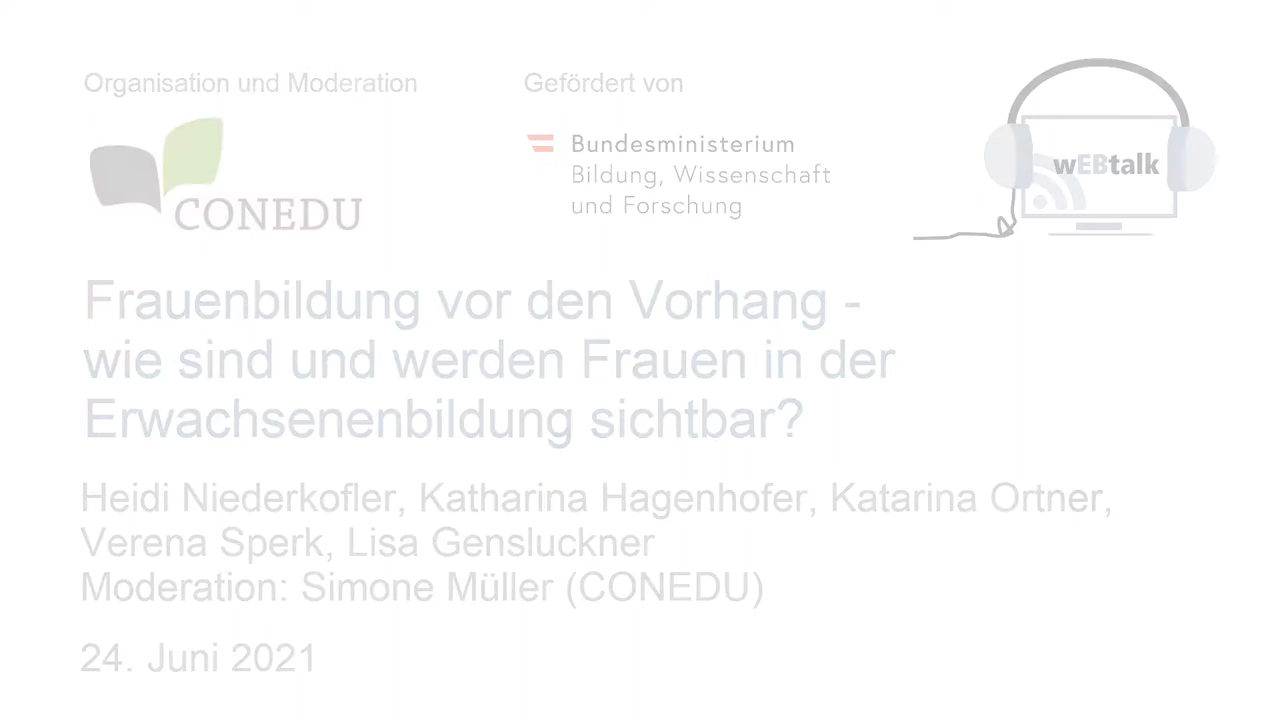 Organisation und Moderation
Gefördert von
CONEDU
Bundesministerium
Bildung, Wissenschaft
und Forschung
wEBtalk
Frauenbildung vor den Vorhang -
wie sind und werden Frauen in der
Erwachsenenbildung sichtbar?
Heidi Niederkofler, Katharina Hagenhofer, Katarina Ortner,
Verena Sperk, Lisa Gensluckner
Moderation: Simone Müller (CONEDU)
24. Juni 2021